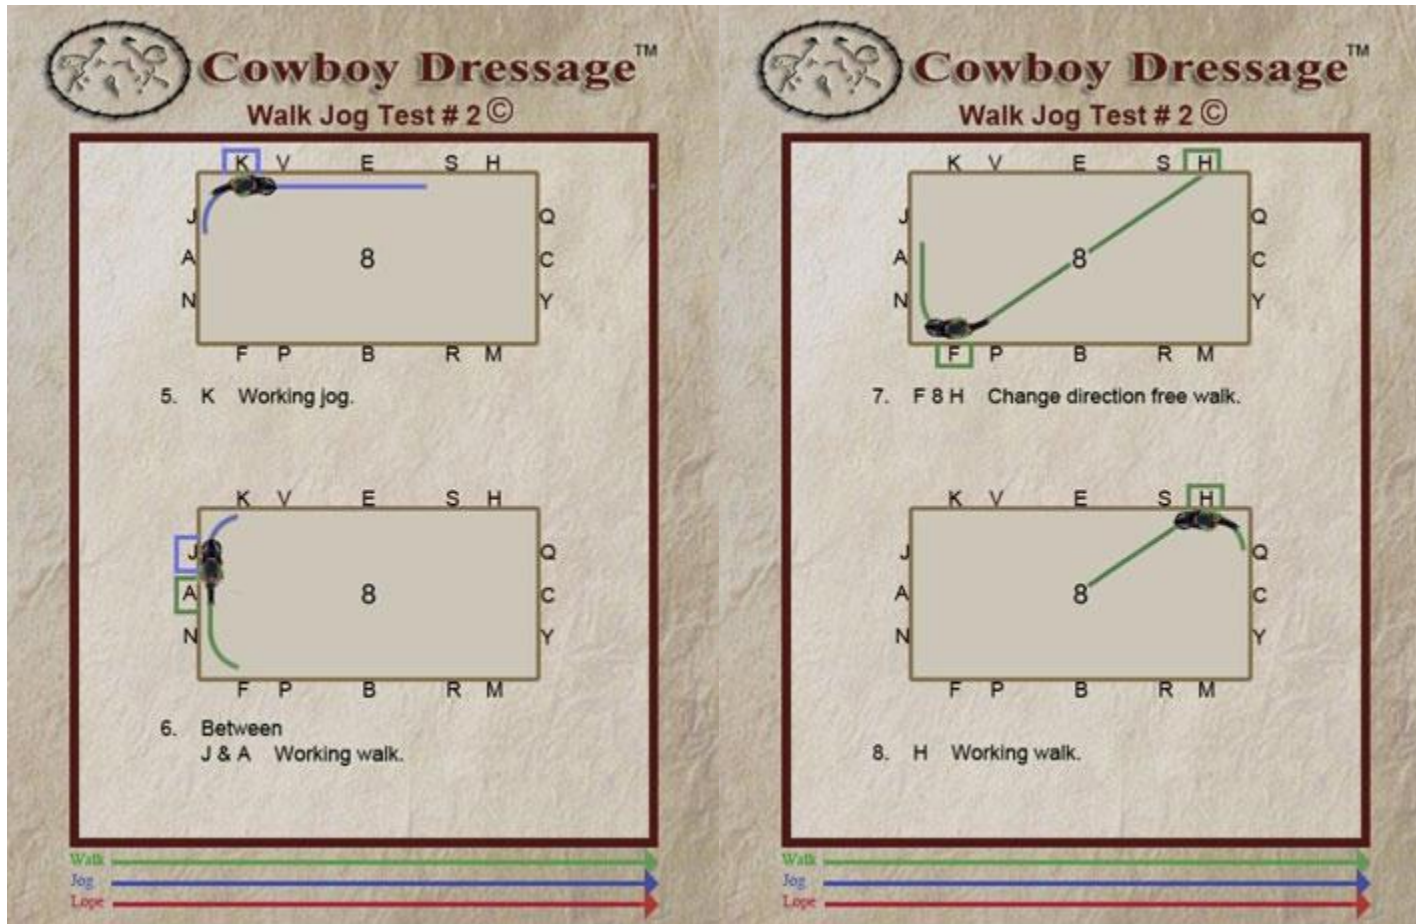 Cowboy Dressage™
Walk Jog Test # 2 ©
K V E S H
J Q
A 8 C
N Y
F P B R M
5. K Working jog.
K V E S H
J Q
A 8 C
N Y
F P B R M
6. Between
J & A Working walk.
Walk
Jog
Lope
Cowboy Dressage™
Walk Jog Test # 2 ©
K V E S H
J Q
A 8 C
N Y
F P B R M
7. F 8 H Change direction free walk.
K V E S H
J Q
A 8 C
N Y
F P B R M
8. H Working walk.
Walk
Jog
Lope